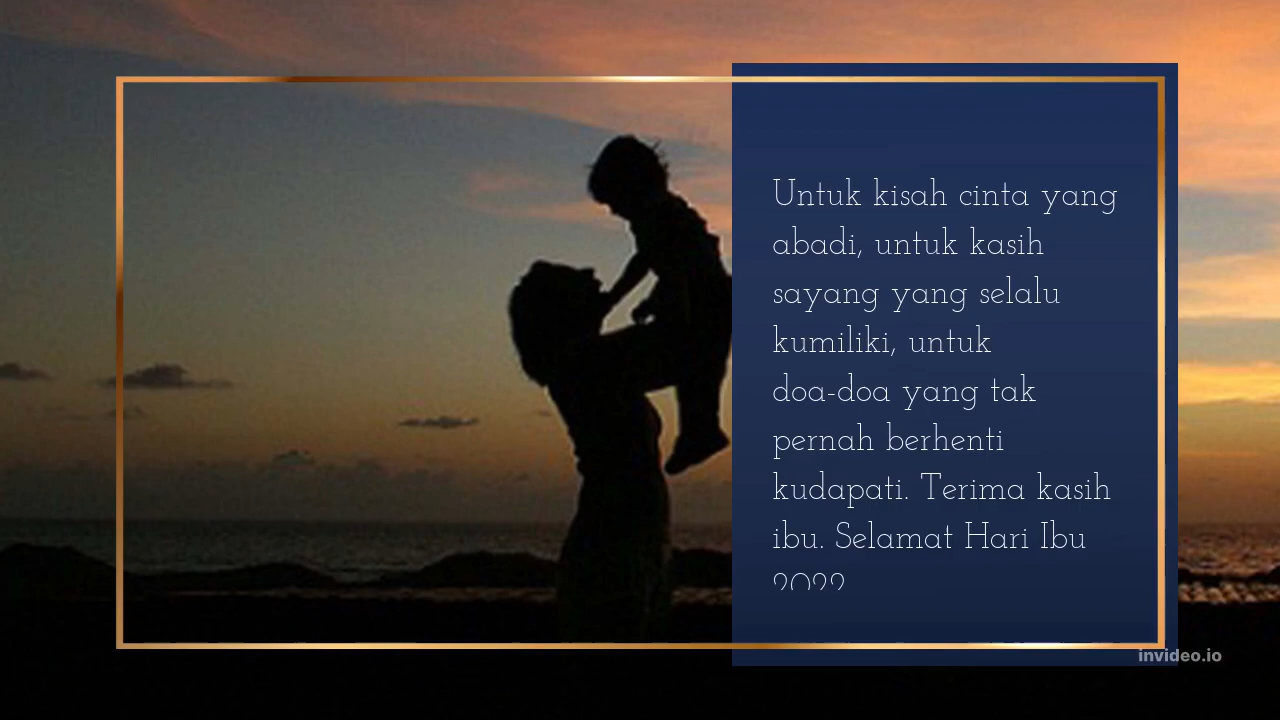 Untuk kisah cinta yang
abadi, untuk kasih
sayang yang selalu
kumiliki, untuk
doa-doa yang tak
pernah berhenti
kudapati. Terima kasih
ibu. Selamat Hari Ibu
2022
invideo.io